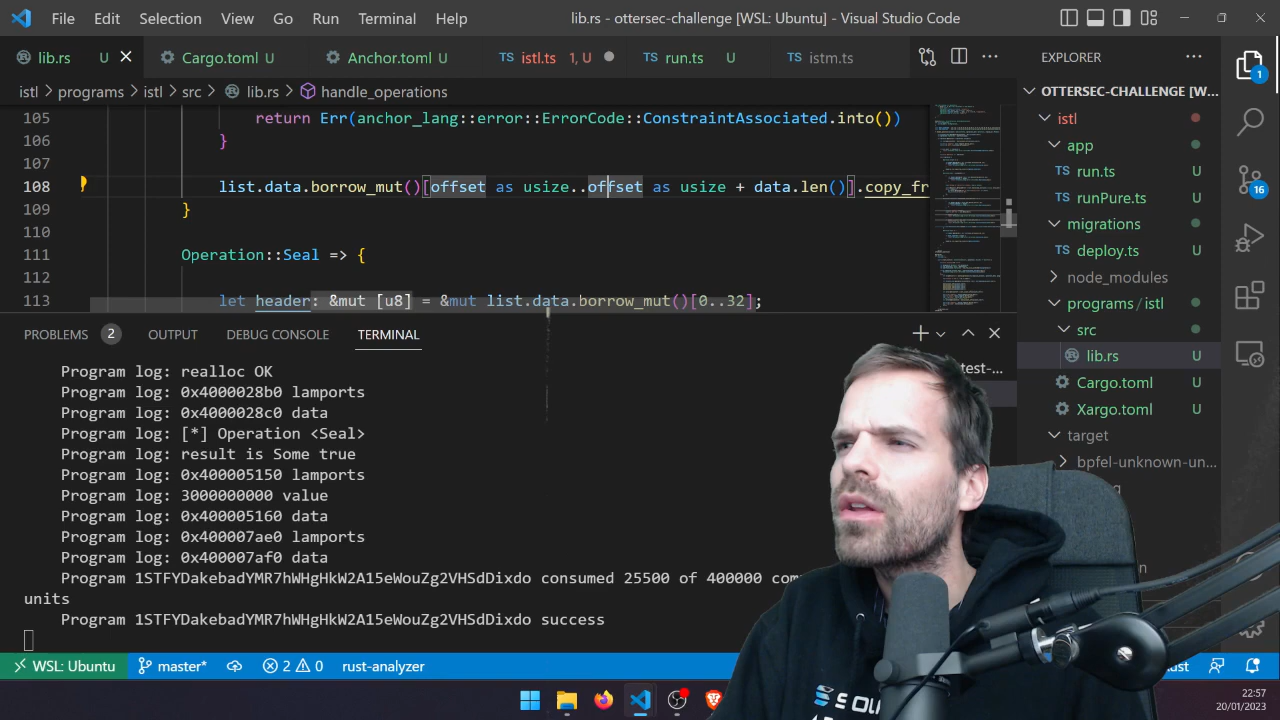 File Edit Selection View Go Run Terminal Help lib.rs - ottersec-challenge [WSL: Ubuntu] - Visual Studio Code
lib.rs U Cargo.toml U Anchor.toml U TS istl.ts 1, U TS run.ts U TS istm.ts
istl > programs > istl > src > lib.rs > handle_operations
105 return Err(anchor_lang::error::ErrorCode::ConstraintAssociated.into())
106 }
107
108 list.data.borrow_mut()[offset as usize..offset as usize + data.len()].copy_fr
109 }
110
111 Operation::Seal => {
112
113 let header: &mut [u8] = &mut list.data.borrow_mut()[0..32];
PROBLEMS 2 OUTPUT DEBUG CONSOLE TERMINAL
Program log: realloc OK
Program log: 0x4000028b0 lamports
Program log: 0x4000028c0 data
Program log: [*] Operation <Seal>
Program log: result is Some true
Program log: 0x400005150 lamports
Program log: 3000000000 value
Program log: 0x400005160 data
Program log: 0x400007ae0 lamports
Program log: 0x400007af0 data
Program 1STFYDakebadYMR7hWHgHkW2A15eWouZg2VHSdDixdo consumed 25500 of 400000 com
units
Program 1STFYDakebadYMR7hWHgHkW2A15eWouZg2VHSdDixdo success
test-...
EXPLORER
OTTERSEC-CHALLENGE [W...
istl
app
TS run.ts U
TS runPure.ts U
migrations
TS deploy.ts U
node_modules
programs / istl
src
lib.rs U
Cargo.toml U
Xargo.toml U
target
bpfel-unknown-un...
1
16
WSL: Ubuntu master* 2 0 rust-analyzer
22:57
20/01/2023